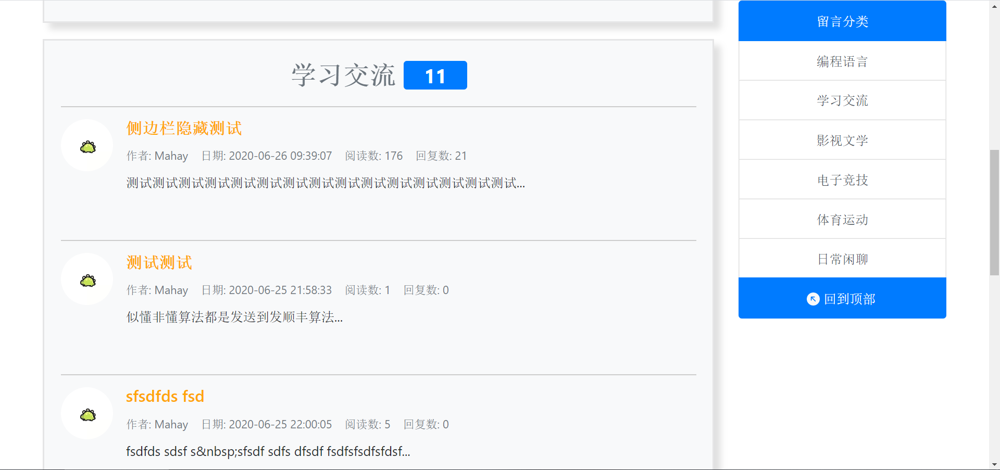 学习交流 11
侧边栏隐藏测试
作者: Mahay 日期: 2020-06-26 09:39:07 阅读数: 176 回复数: 21
测试测试测试测试测试测试测试测试测试测试测试测试测试测试测试...
测试测试
作者: Mahay 日期: 2020-06-25 21:58:33 阅读数: 1 回复数: 0
似懂非懂算法都是发送到发顺丰算法...
sfsdfds fsd
作者: Mahay 日期: 2020-06-25 22:00:05 阅读数: 5 回复数: 0
fsdfds sdsf s&nbsp;sfsdf sdfs dfsdf fsdfsfsdfsfdsf...
留言分类
编程语言
学习交流
影视文学
电子竞技
体育运动
日常闲聊
回到顶部